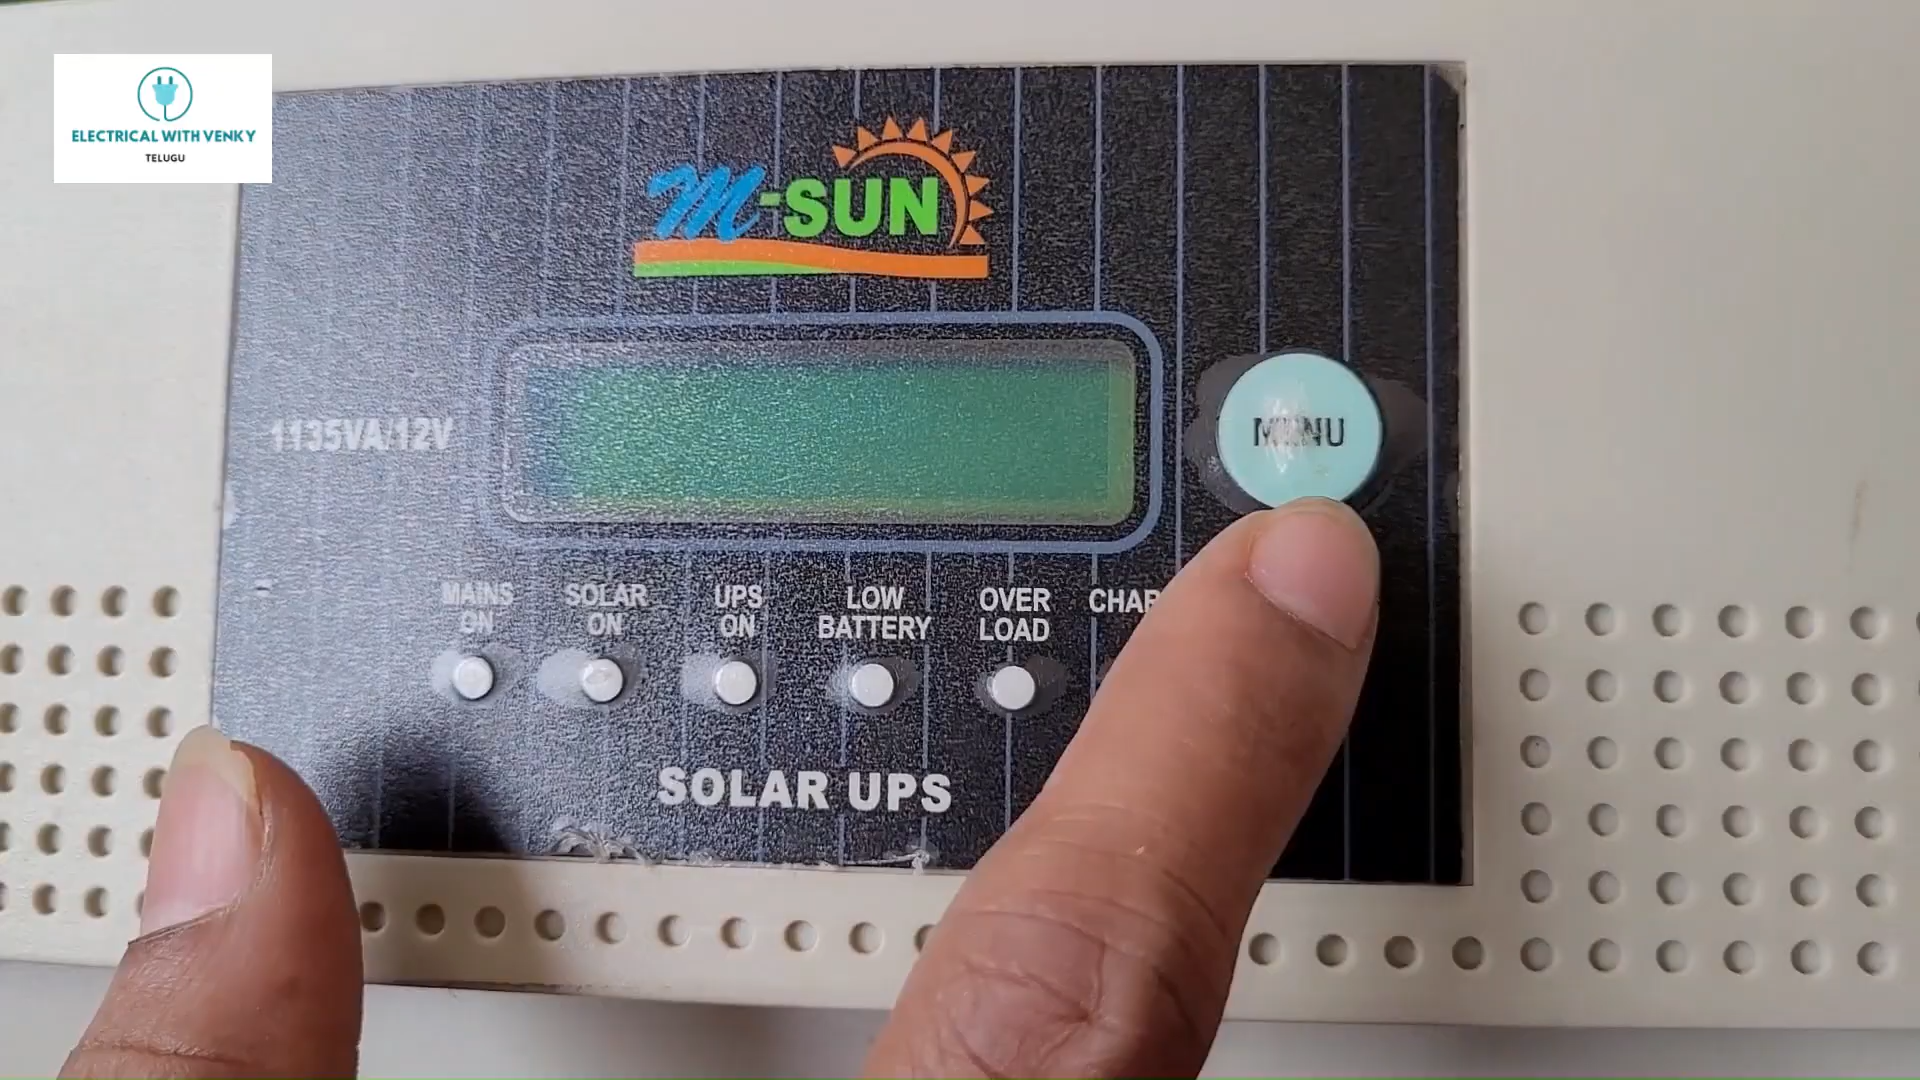 ELECTRICAL WITH VENKY
TELUGU
M-SUN
1135VA/12V
MENU
MAINS
ON
SOLAR
ON
UPS
ON
LOW
BATTERY
OVER
LOAD
SOLAR UPS